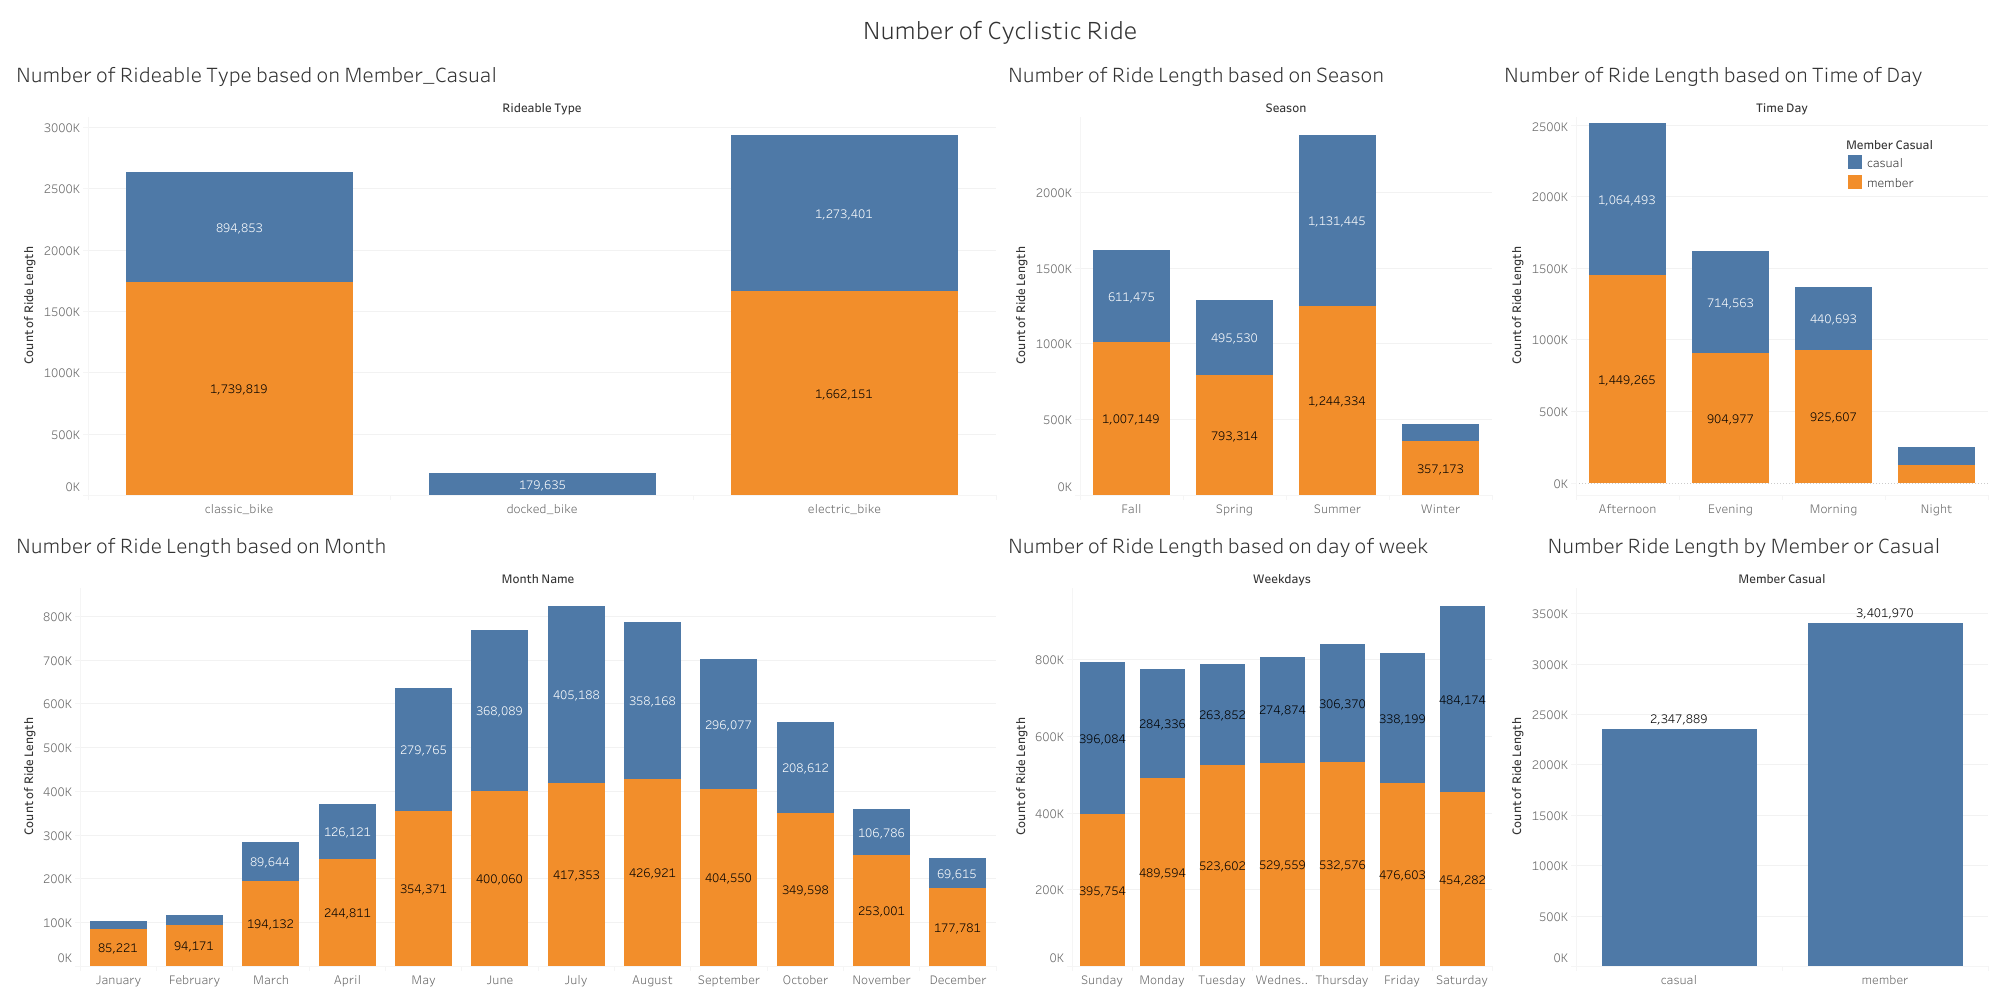 Number of Cyclistic Ride
Number of Rideable Type based on Member_Casual
Rideable Type
Count of Ride Length
3000K
2500K
2000K
1500K
1000K
500K
0K
894,853
1,739,819
179,635
1,273,401
1,662,151
classic_bike
docked_bike
electric_bike
Number of Ride Length based on Season
Season
Count of Ride Length
2000K
1500K
1000K
500K
0K
611,475
1,007,149
495,530
793,314
1,131,445
1,244,334
357,173
Fall
Spring
Summer
Winter
Number of Ride Length based on Time of Day
Time Day
Member Casual
casual
member
Count of Ride Length
2500K
2000K
1500K
1000K
500K
0K
1,064,493
1,449,265
714,563
904,977
440,693
925,607
Afternoon
Evening
Morning
Night
Number of Ride Length based on Month
Month Name
Count of Ride Length
800K
700K
600K
500K
400K
300K
200K
100K
0K
85,221
94,171
89,644
194,132
126,121
244,811
279,765
354,371
368,089
400,060
405,188
417,353
358,168
426,921
296,077
404,550
208,612
349,598
106,786
253,001
69,615
177,781
January
February
March
April
May
June
July
August
September
October
November
December
Number of Ride Length based on day of week
Weekdays
Count of Ride Length
800K
600K
400K
200K
0K
396,084
395,754
284,336
489,594
263,852
523,602
274,874
529,559
306,370
532,576
338,199
476,603
484,174
454,282
Sunday
Monday
Tuesday
Wednes..
Thursday
Friday
Saturday
Number Ride Length by Member or Casual
Member Casual
Count of Ride Length
3500K
3000K
2500K
2000K
1500K
1000K
500K
0K
2,347,889
3,401,970
casual
member